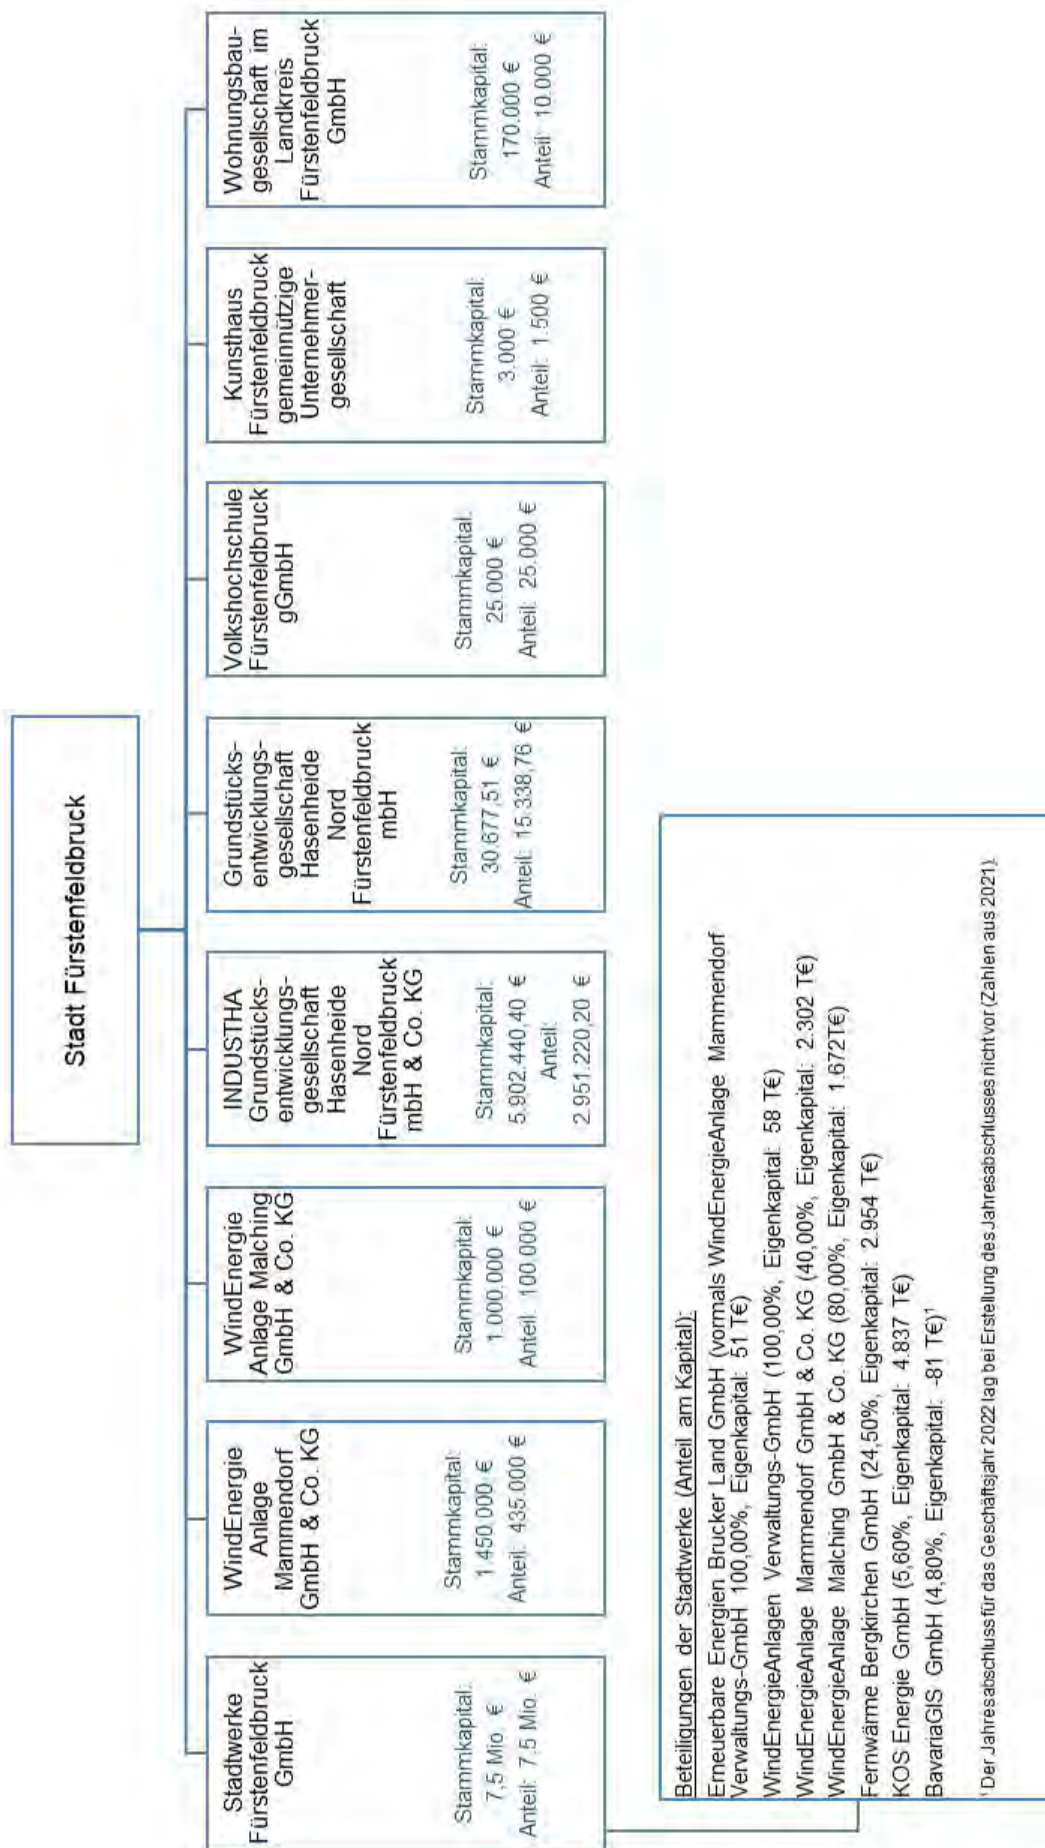 Stadt Fürstenfeldbruck
Stadtwerke
Fürstenfeldbruck
GmbH
Stammkapital:
7,5 Mio. €
Anteil: 7.5 Mio. €
WindEnergie
Anlage
Mammendorf
GmbH & Co. KG
Stammkapital:
1.450.000 €
Anteil: 435.000 €
WindEnergie
Anlage Malching
GmbH & Co. KG
Stammkapital:
1.000.000 €
Anteil: 100.000 €
INDUSTHA
Grundstücks-
entwicklungs-
gesellschaft
Hasenheide
Nord
Fürstenfeldbruck
mbH & Co. KG
Stammkapital:
5.902.440,40 €
Anteil:
2.951.220,20 €
Grundstücks-
entwicklungs-
gesellschaft
Hasenheide
Nord
Fürstenfeldbruck
mbH
Stammkapital:
30.677,51 €
Anteil: 15.338,76 €
Volkshochschule
Fürstenfeldbruck
gGmbH
Stammkapital:
25.000 €
Anteil: 25.000 €
Kunsthaus
Fürstenfeldbruck
gemeinnützige
Unternehmer-
gesellschaft
Stammkapital:
3.000 €
Anteil: 1.500 €
Wohnungsbau-
gesellschaft im
Landkreis
Fürstenfeldbruck
GmbH
Stammkapital:
170.000 €
Anteil: 10.000 €
Beteiligungen der Stadtwerke (Anteil am Kapital):
Erneuerbare Energien Brucker Land GmbH (vormals WindEnergieAnlage Mammendorf
Verwaltungs-GmbH 100,00%, Eigenkapital: 51 T€)
WindEnergieAnlagen Verwaltungs-GmbH (100,00%, Eigenkapital: 58 T€)
WindEnergieAnlage Mammendorf GmbH & Co. KG (40,00%, Eigenkapital: 2.302 T€)
WindEnergieAnlage Malching GmbH & Co. KG (80,00%, Eigenkapital: 1.672T€)
Fernwärme Bergkirchen GmbH (24,50%, Eigenkapital: 2.954 T€)
KOS Energie GmbH (5,60%, Eigenkapital: 4.837 T€)
BavariaGIS GmbH (4,80%, Eigenkapital: -81 T€)¹
¹Der Jahresabschluss für das Geschäftsjahr 2022 lag bei Erstellung des Jahresabschlusses nicht vor (Zahlen aus 2021).